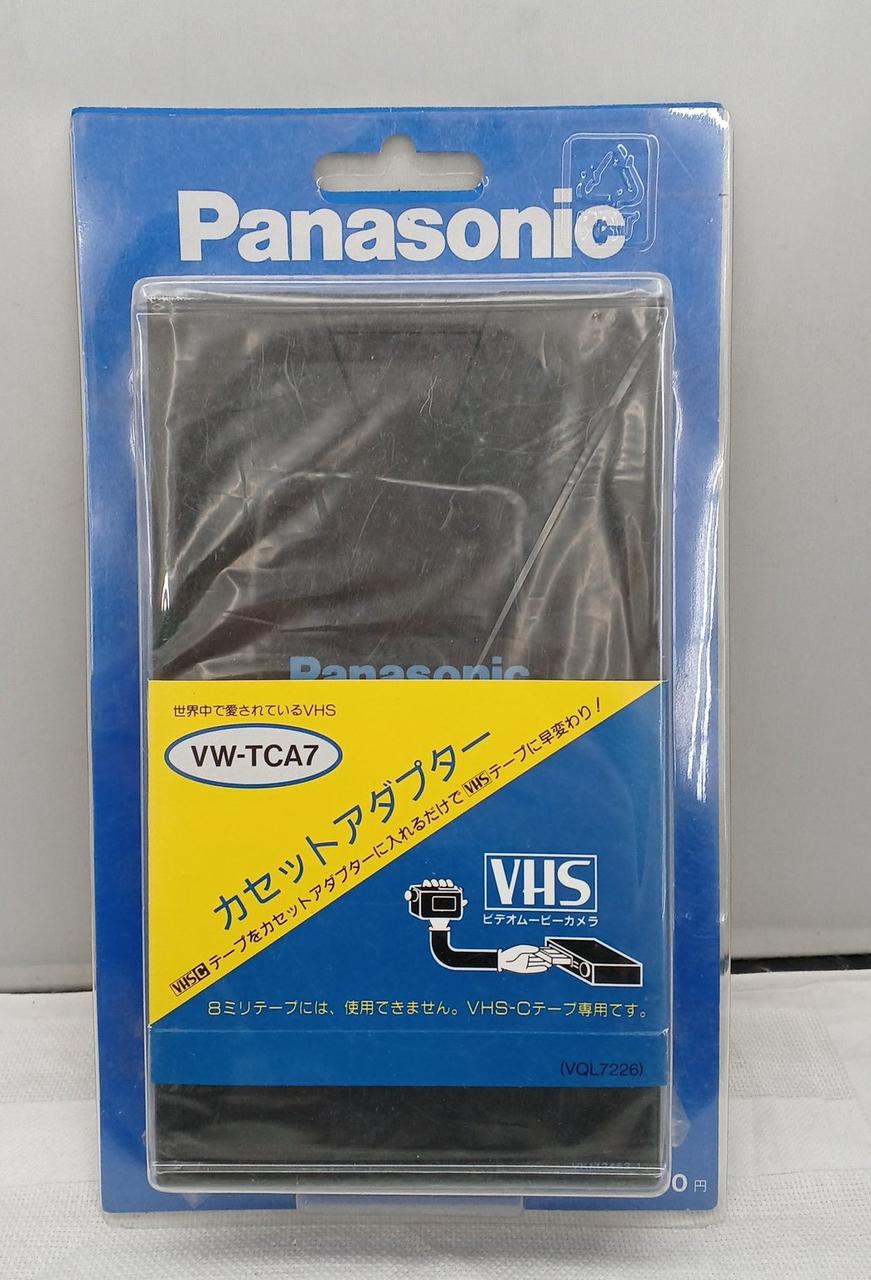 Panasonic
Panasonic
世界中で愛されているVHS
VW-TCA7
カセットアダプター
VHSC テープをカセットアダプターに入れるだけで VHS テープに早変わり!
VHS
ビデオムービーカメラ
8ミリテープには、使用できません。VHS-Cテープ専用です。
(VQL7226)
0円